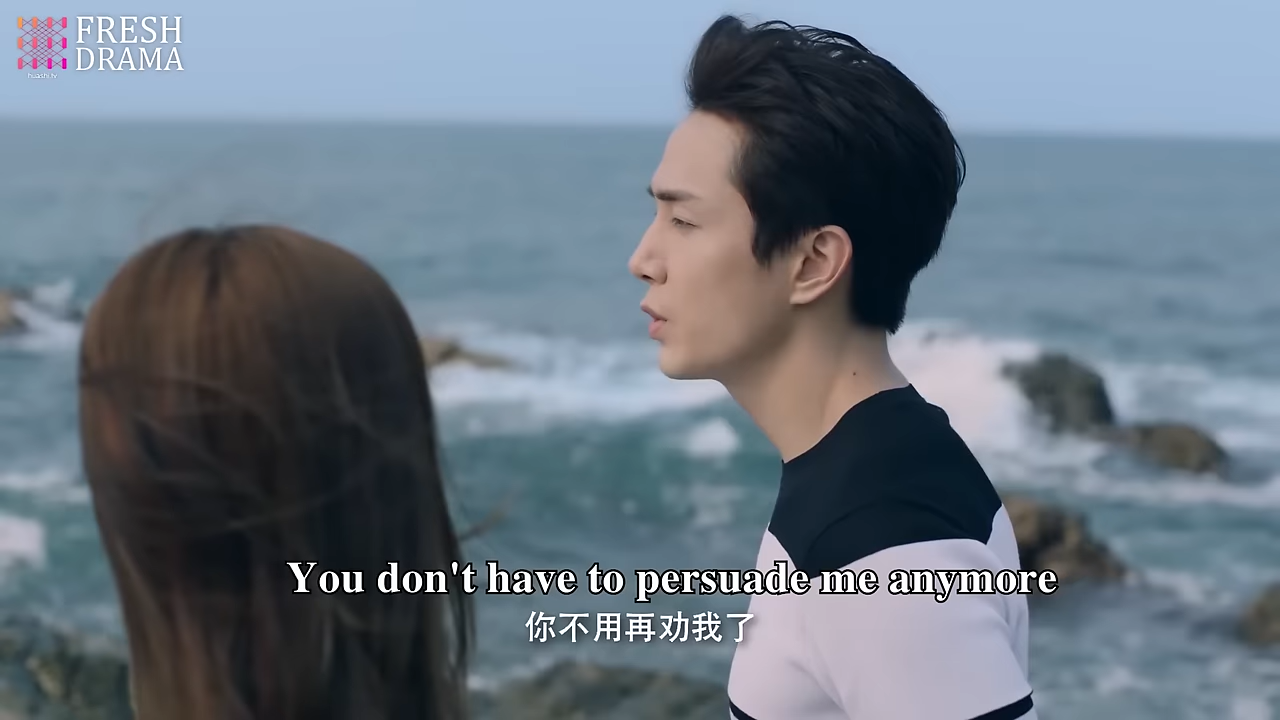 FRESH
DRAMA
huashi.tv
You don't have to persuade me anymore
你不用再劝我了